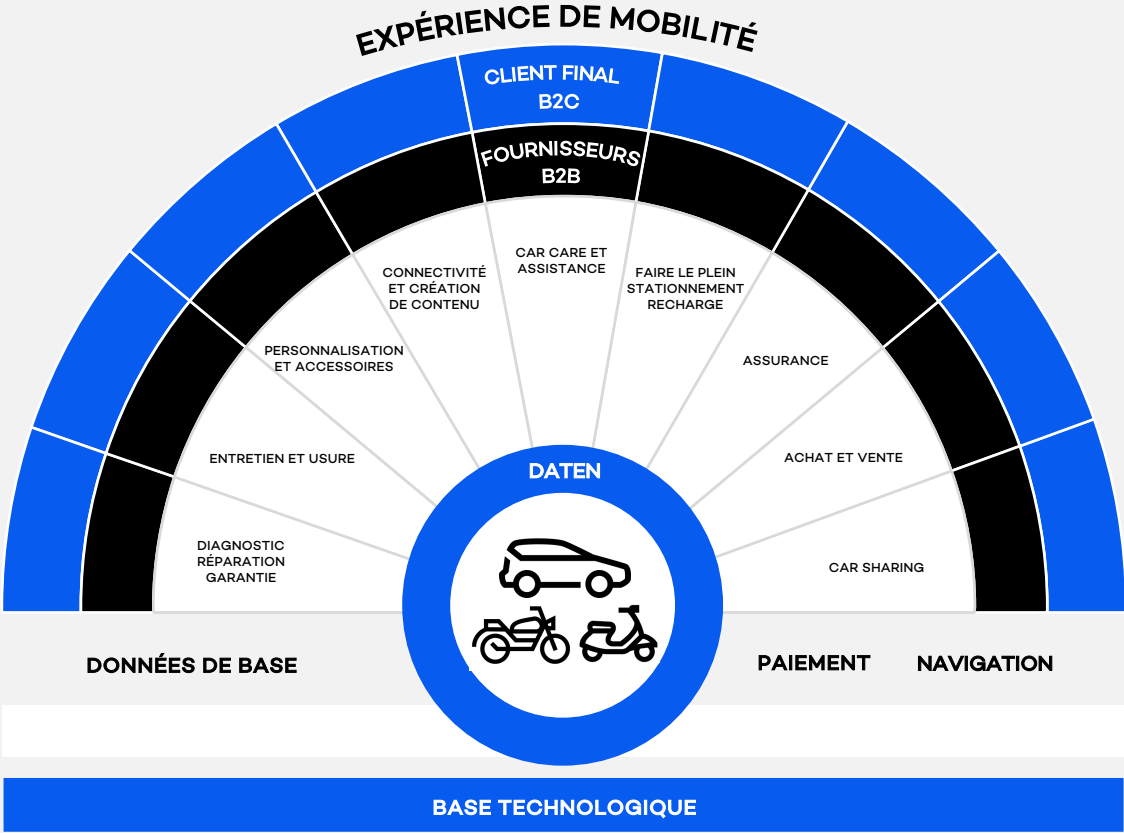 EXPÉRIENCE DE MOBILITÉ
CLIENT FINAL
B2C
FOURNISSEURS
B2B
CAR CARE ET
ASSISTANCE
CONNECTIVITÉ
ET CRÉATION
DE CONTENU
FAIRE LE PLEIN
STATIONNEMENT
RECHARGE
PERSONNALISATION
ET ACCESSOIRES
ASSURANCE
ENTRETIEN ET USURE
ACHAT ET VENTE
DIAGNOSTIC
RÉPARATION
GARANTIE
CAR SHARING
DATEN
DONNÉES DE BASE
PAIEMENT
NAVIGATION
BASE TECHNOLOGIQUE